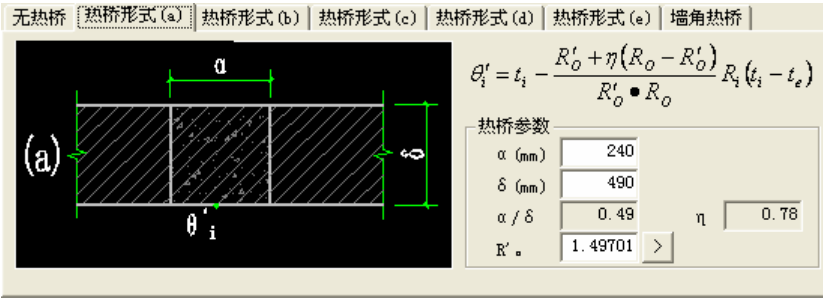 无热桥 热桥形式(a) 热桥形式(b) 热桥形式(c) 热桥形式(d) 热桥形式(e) 墙角热桥
α
(a)
δ
θ'i
θ'i = ti − (R'O + η(RO − R'O)) / (R'O • RO) Ri(ti − te)
热桥参数
α (mm) 240
δ (mm) 490
α/δ 0.49 η 0.78
R'。 1.49701 >